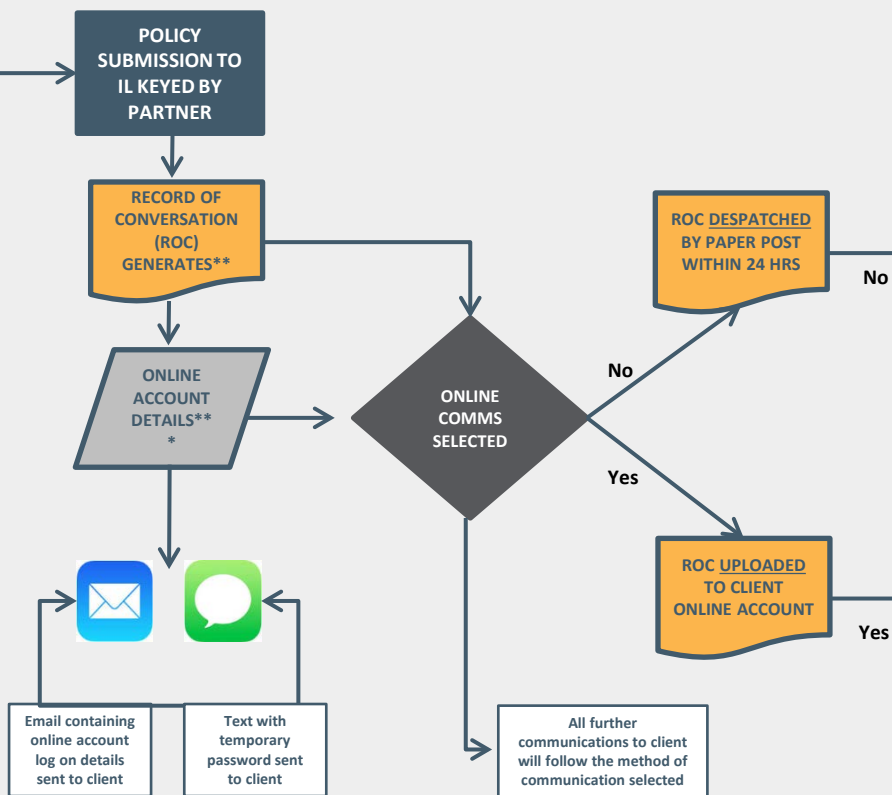 POLICY
SUBMISSION TO
IL KEYED BY
PARTNER
RECORD OF
CONVERSATION
(ROC)
GENERATES**
ROC DESPATCHED
BY PAPER POST
WITHIN 24 HRS
No
ONLINE
ACCOUNT
DETAILS**
*
ONLINE
COMMS
SELECTED
No
Yes
ROC UPLOADED
TO CLIENT
ONLINE ACCOUNT
Yes
Email containing
online account
log on details
sent to client
Text with
temporary
password sent
to client
All further
communications to client
will follow the method of
communication selected